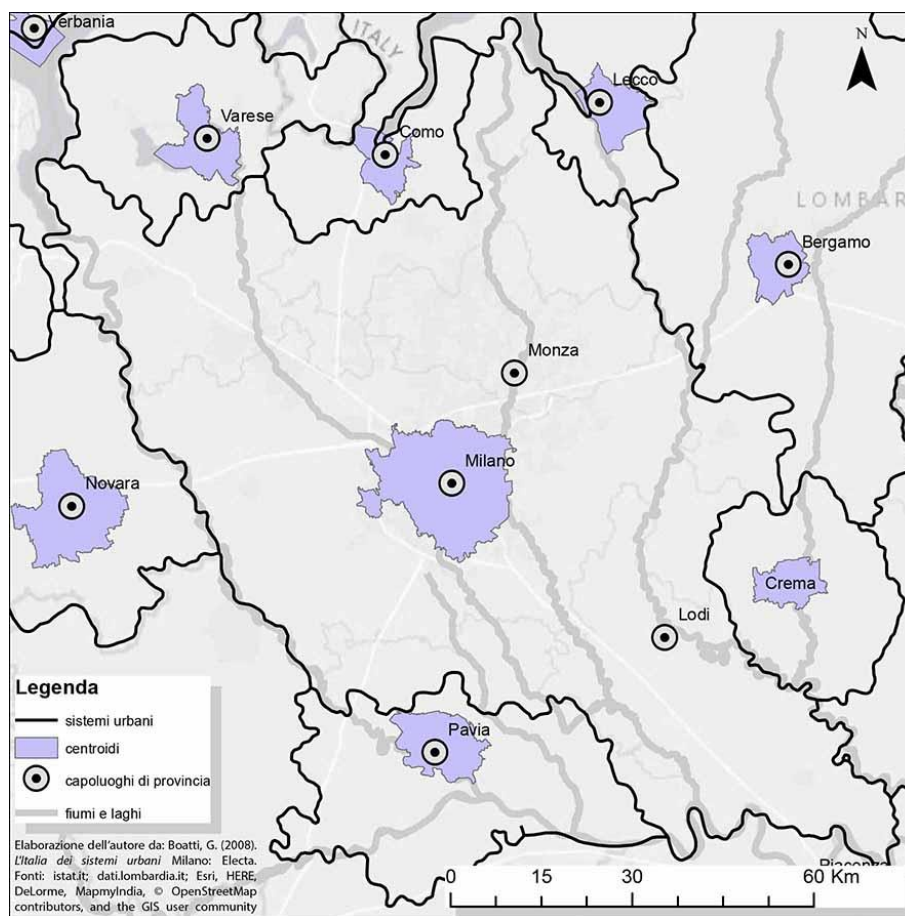 Verbania
ITALY
N
Lecco
Varese
Como
LOMBAR
Bergamo
Monza
Milano
Novara
Crema
Lodi
Legenda
sistemi urbani
centroidi
Pavia
capoluoghi di provincia
fiumi e laghi
Elaborazione dell'autore da: Boatti, G. (2008).
L'Italia dei sistemi urbani Milano: Electa.
Fonti: istat.it; dati.lombardia.it; Esri, HERE,
DeLorme, MapmyIndia, © OpenStreetMap
contributors, and the GIS user community
Piacenza
0 15 30 60 Km